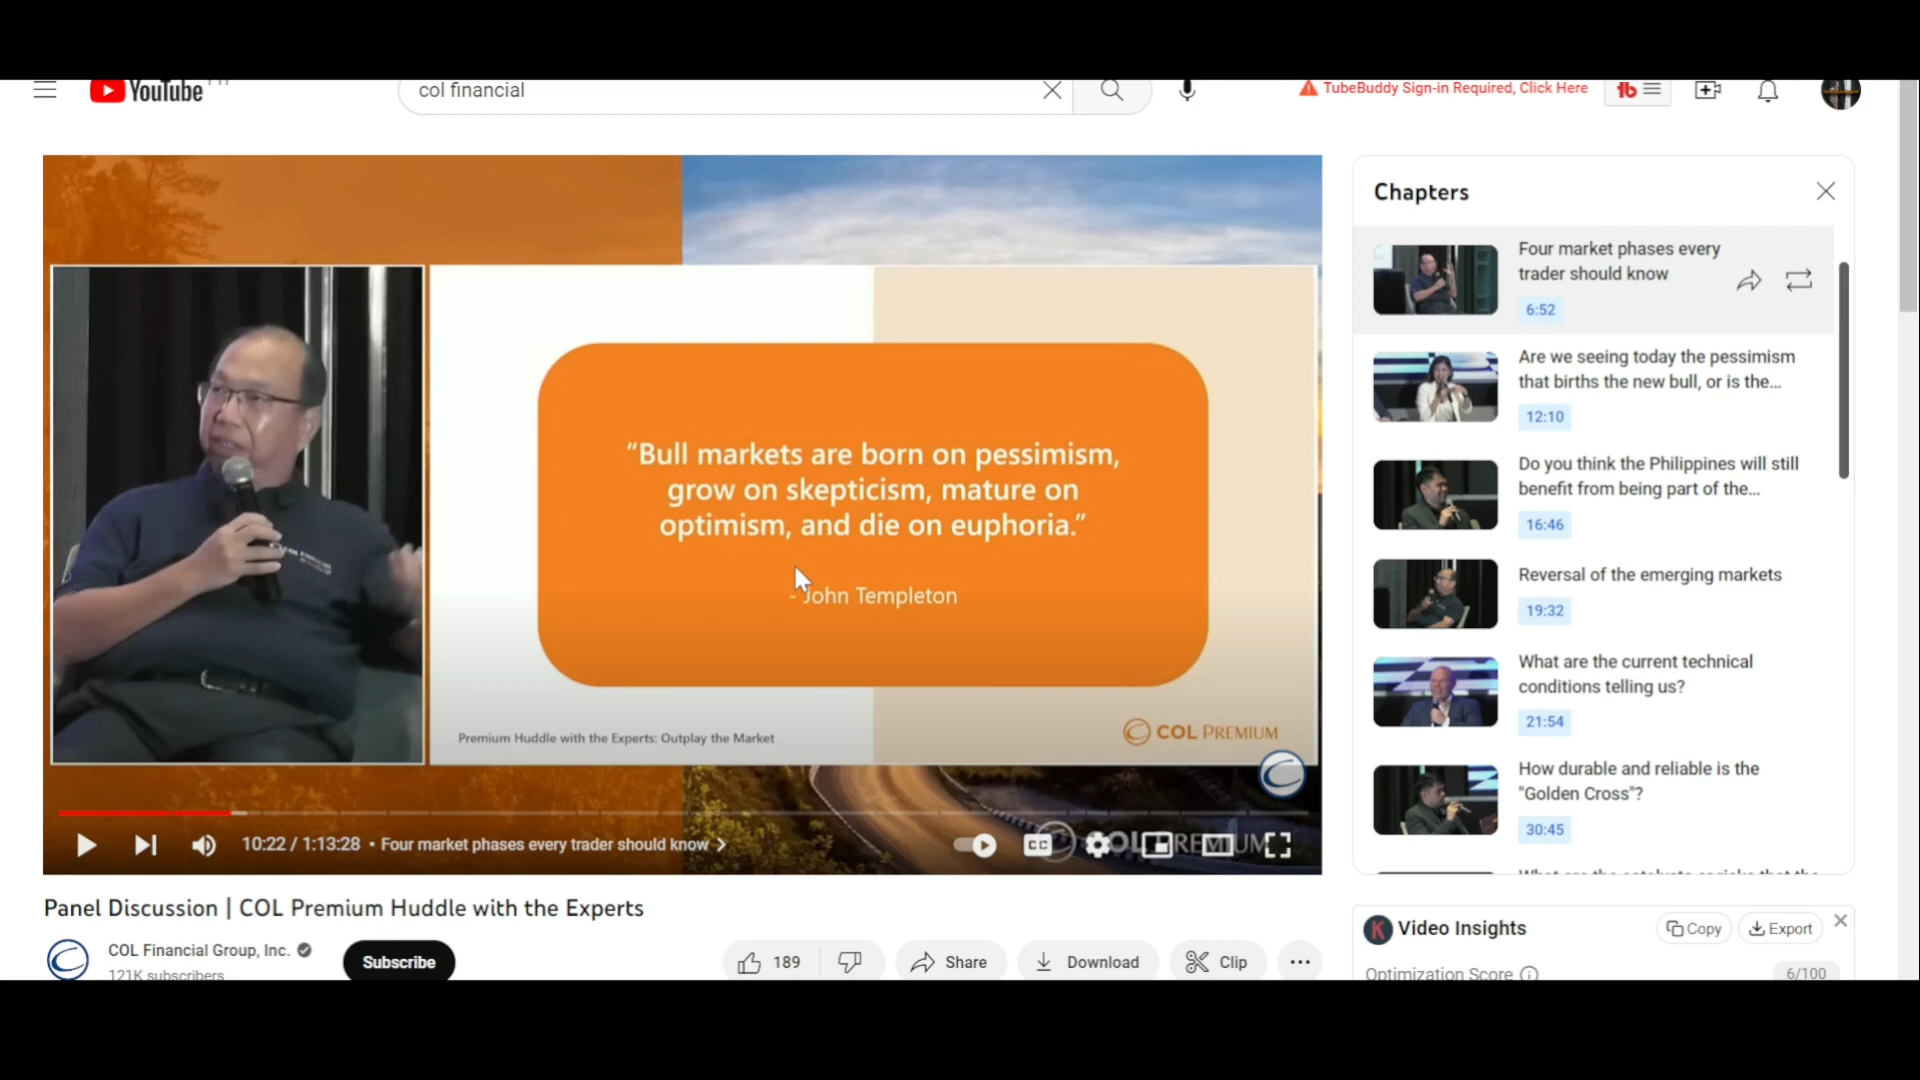 YouTube
col financial
TubeBuddy Sign-in Required, Click Here
“Bull markets are born on pessimism,
grow on skepticism, mature on
optimism, and die on euphoria.”
- John Templeton
Premium Huddle with the Experts: Outplay the Market
COL PREMIUM
10:22 / 1:13:28 • Four market phases every trader should know
CC
Panel Discussion | COL Premium Huddle with the Experts
COL Financial Group, Inc.
121K subscribers
Subscribe
189
Share
Download
Clip
Chapters
Four market phases every
trader should know
6:52
Are we seeing today the pessimism
that births the new bull, or is the...
12:10
Do you think the Philippines will still
benefit from being part of the...
16:46
Reversal of the emerging markets
19:32
What are the current technical
conditions telling us?
21:54
How durable and reliable is the
"Golden Cross"?
30:45
K Video Insights
Copy
Export
Optimization Score
6/100